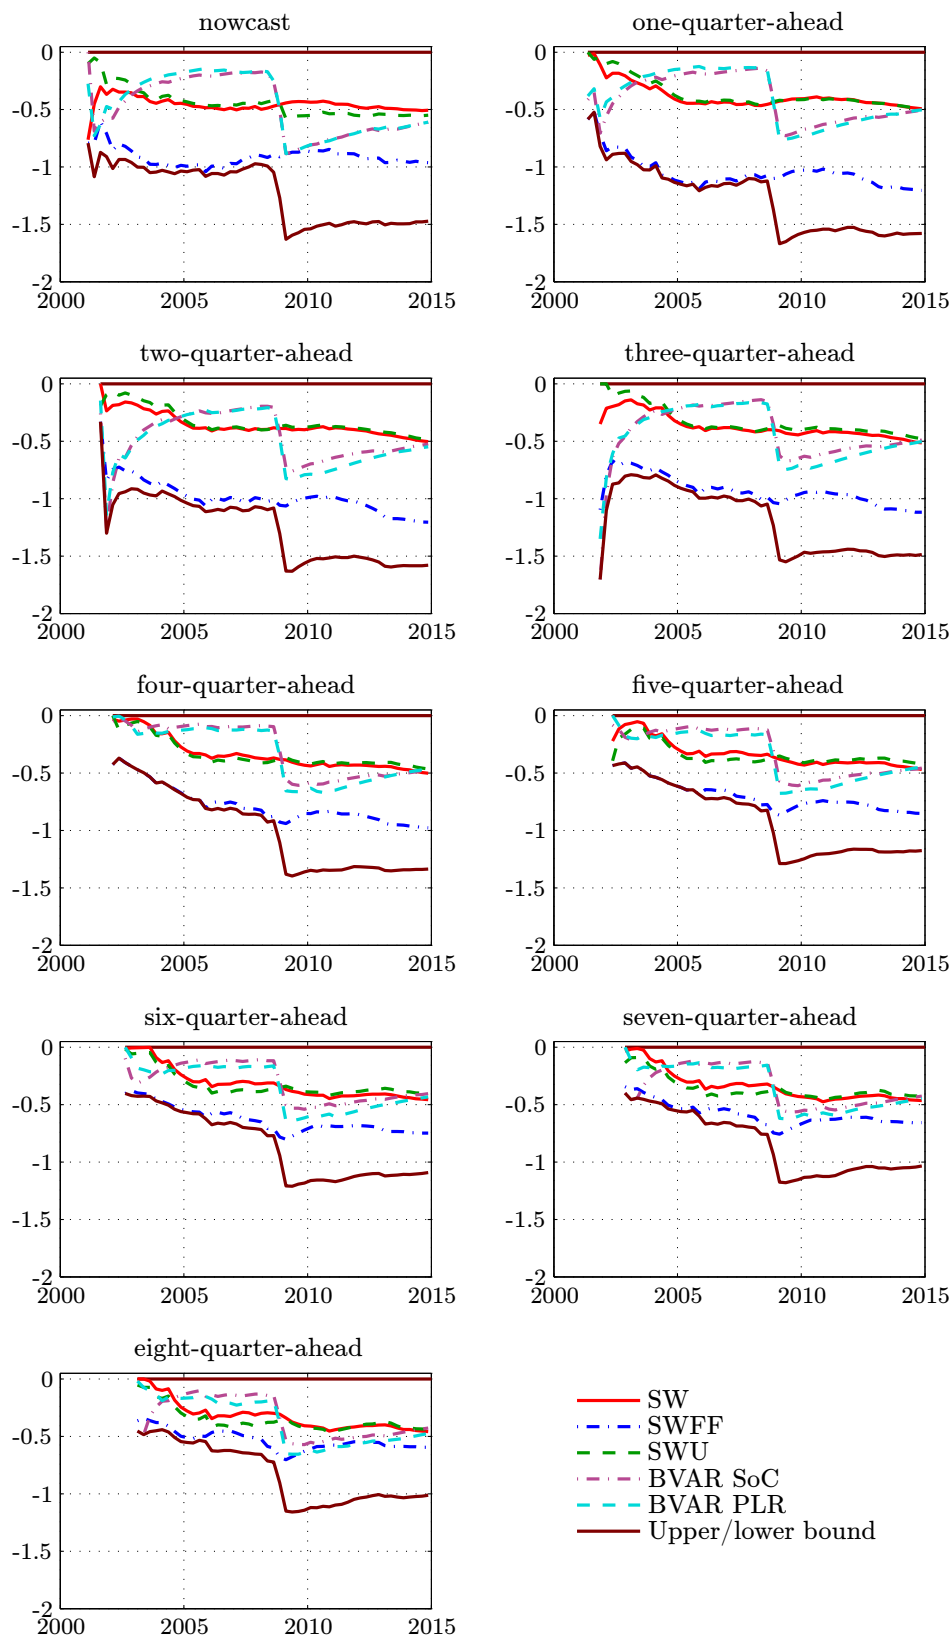 nowcast
0
-0.5
-1
-1.5
-2
2000 2005 2010 2015
one-quarter-ahead
0
-0.5
-1
-1.5
-2
2000 2005 2010 2015
two-quarter-ahead
0
-0.5
-1
-1.5
-2
2000 2005 2010 2015
three-quarter-ahead
0
-0.5
-1
-1.5
-2
2000 2005 2010 2015
four-quarter-ahead
0
-0.5
-1
-1.5
-2
2000 2005 2010 2015
five-quarter-ahead
0
-0.5
-1
-1.5
-2
2000 2005 2010 2015
six-quarter-ahead
0
-0.5
-1
-1.5
-2
2000 2005 2010 2015
seven-quarter-ahead
0
-0.5
-1
-1.5
-2
2000 2005 2010 2015
eight-quarter-ahead
0
-0.5
-1
-1.5
-2
2000 2005 2010 2015
SW
SWFF
SWU
BVAR SoC
BVAR PLR
Upper/lower bound